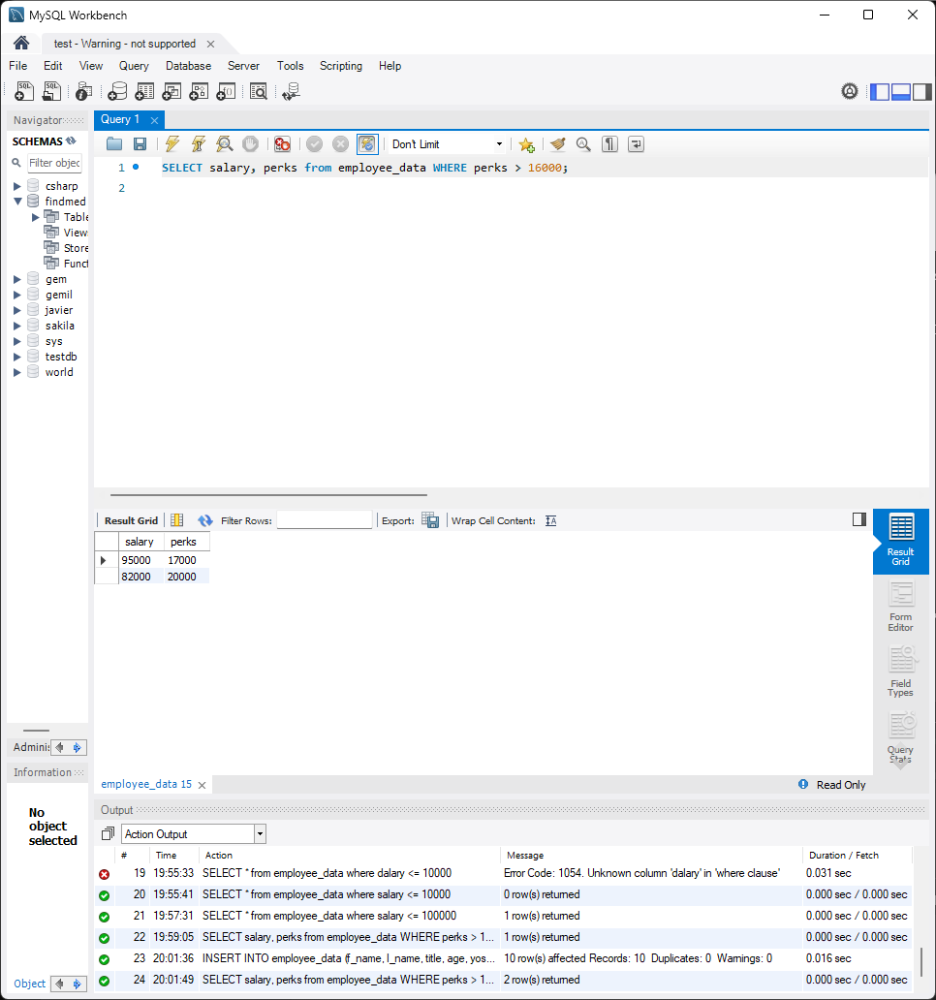 MySQL Workbench
test - Warning - not supported
File Edit View Query Database Server Tools Scripting Help
Navigator
SCHEMAS
Filter objec
csharp
findmed
Table
Views
Store
Funct
gem
gemil
javier
sakila
sys
testdb
world
Adminis
Information
No
object
selected
Object
Query 1
Don't Limit
1 SELECT salary, perks from employee_data WHERE perks > 16000;
2
Result Grid Filter Rows: Export: Wrap Cell Content:
salary perks
95000 17000
82000 20000
Result
Grid
Form
Editor
Field
Types
Query
Stats
employee_data 15
Read Only
Output
Action Output
# Time Action Message Duration / Fetch
19 19:55:33 SELECT * from employee_data where dalary <= 10000 Error Code: 1054. Unknown column 'dalary' in 'where clause' 0.031 sec
20 19:55:41 SELECT * from employee_data where salary <= 10000 0 row(s) returned 0.000 sec / 0.000 sec
21 19:57:31 SELECT * from employee_data where salary <= 100000 1 row(s) returned 0.000 sec / 0.000 sec
22 19:59:05 SELECT salary, perks from employee_data WHERE perks > 1... 1 row(s) returned 0.000 sec / 0.000 sec
23 20:01:36 INSERT INTO employee_data (f_name, l_name, title, age, yos... 10 row(s) affected Records: 10 Duplicates: 0 Warnings: 0 0.016 sec
24 20:01:49 SELECT salary, perks from employee_data WHERE perks > 1... 2 row(s) returned 0.000 sec / 0.000 sec